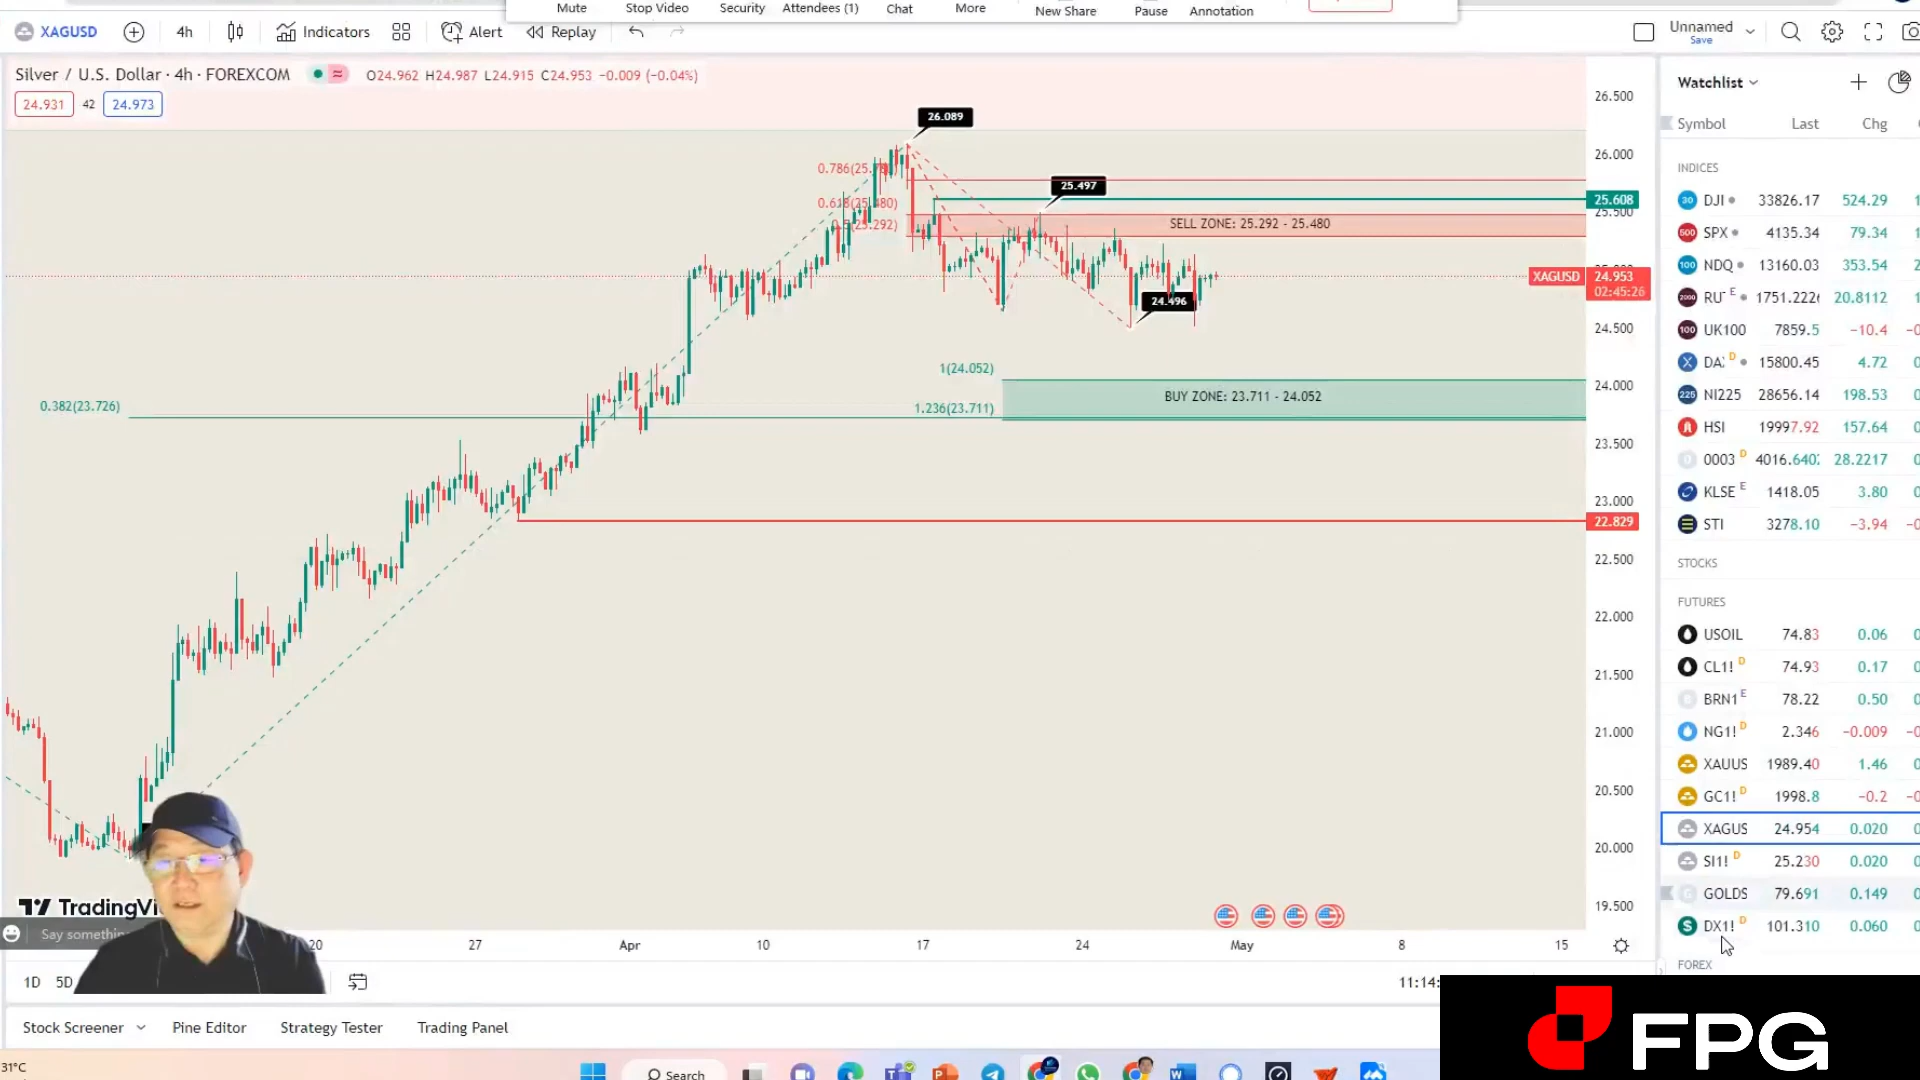 Mute Stop Video Security Attendees (1) Chat More New Share Pause Annotation
XAGUSD 4h Indicators Alert Replay Unnamed
Save
Silver / U.S. Dollar · 4h · FOREXCOM O24.962 H24.987 L24.915 C24.953 −0.009 (−0.04%)
24.931 42 24.973
26.089
0.786(25.
25.497
0.618(25.480)
(25.292)
SELL ZONE: 25.292 - 25.480
24.496
1(24.052)
BUY ZONE: 23.711 - 24.052
0.382(23.726)
1.236(23.711)
26.500
26.000
25.608
25.500
XAGUSD 24.953
02:45:26
24.500
24.000
23.500
23.000
22.829
22.500
22.000
21.500
21.000
20.500
20.000
19.500
TradingVi
Say somethin
20 27 Apr 10 17 24 May 8 15
1D 5D
11:14:
Stock Screener Pine Editor Strategy Tester Trading Panel
31°C
Search
Watchlist
Symbol Last Chg
INDICES
DJI 33826.17 524.29
SPX 4135.34 79.34
NDQ 13160.03 353.54
RU E 1751.222 20.8112
UK100 7859.5 −10.4
DA D 15800.45 4.72
NI225 28656.14 198.53
HSI 19997.92 157.64
0003 D 4016.640 28.2217
KLSE E 1418.05 3.80
STI 3278.10 −3.94
STOCKS
FUTURES
USOIL 74.83 0.06
CL1! D 74.93 0.17
BRN1 E 78.22 0.50
NG1! D 2.346 −0.009
XAUUS 1989.40 1.46
GC1! D 1998.8 −0.2
XAGUS 24.954 0.020
SI1! D 25.230 0.020
GOLDS 79.691 0.149
DX1! D 101.310 0.060
FOREX
FPG